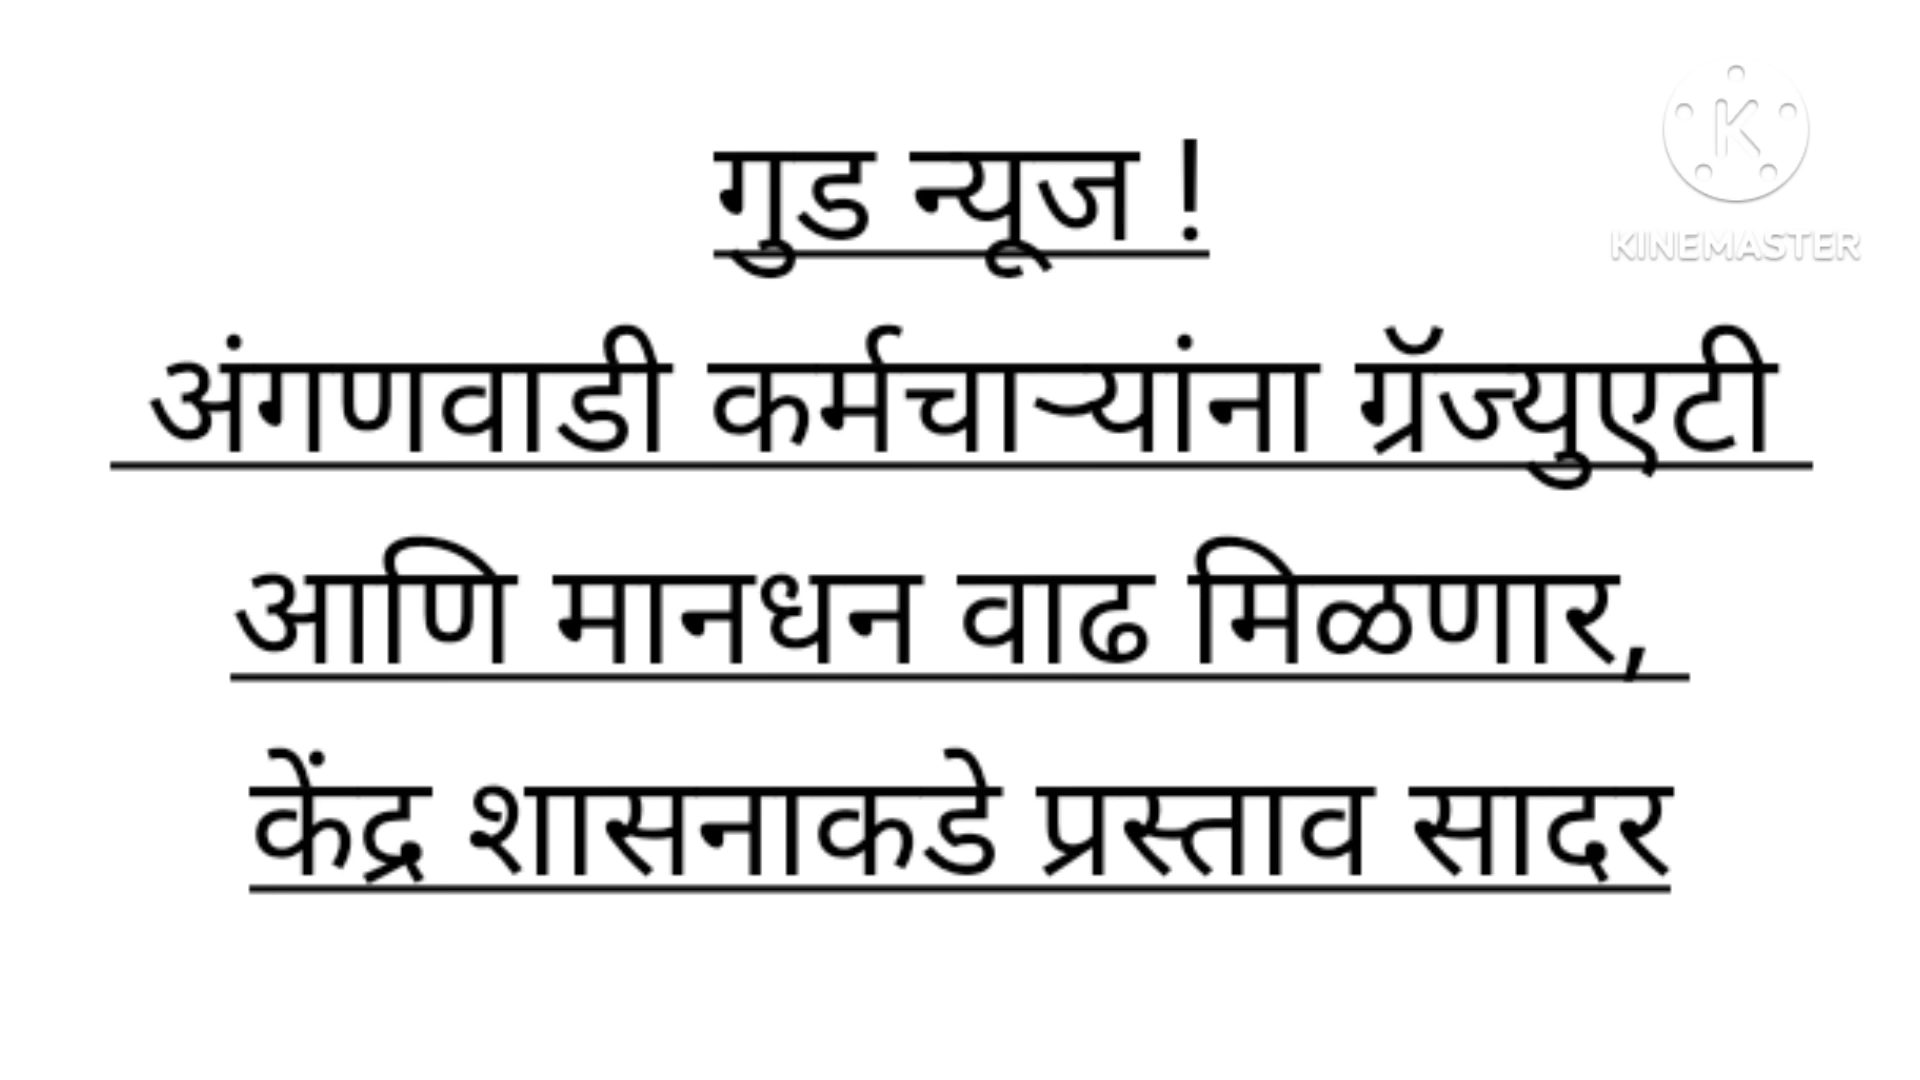 गुड न्यूज !
KINEMASTER
अंगणवाडी कर्मचाऱ्यांना ग्रॅज्युएटी
आणि मानधन वाढ मिळणार,
केंद्र शासनाकडे प्रस्ताव सादर